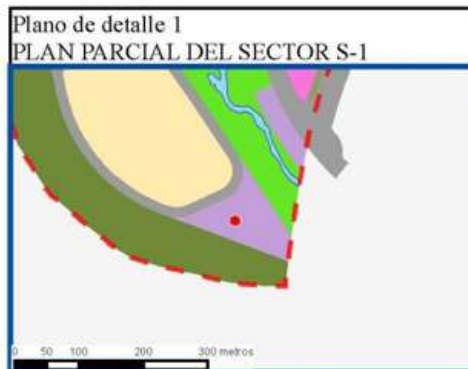 Plano de detalle 1
PLAN PARCIAL DEL SECTOR S-1
0 50 100 200 300 metros